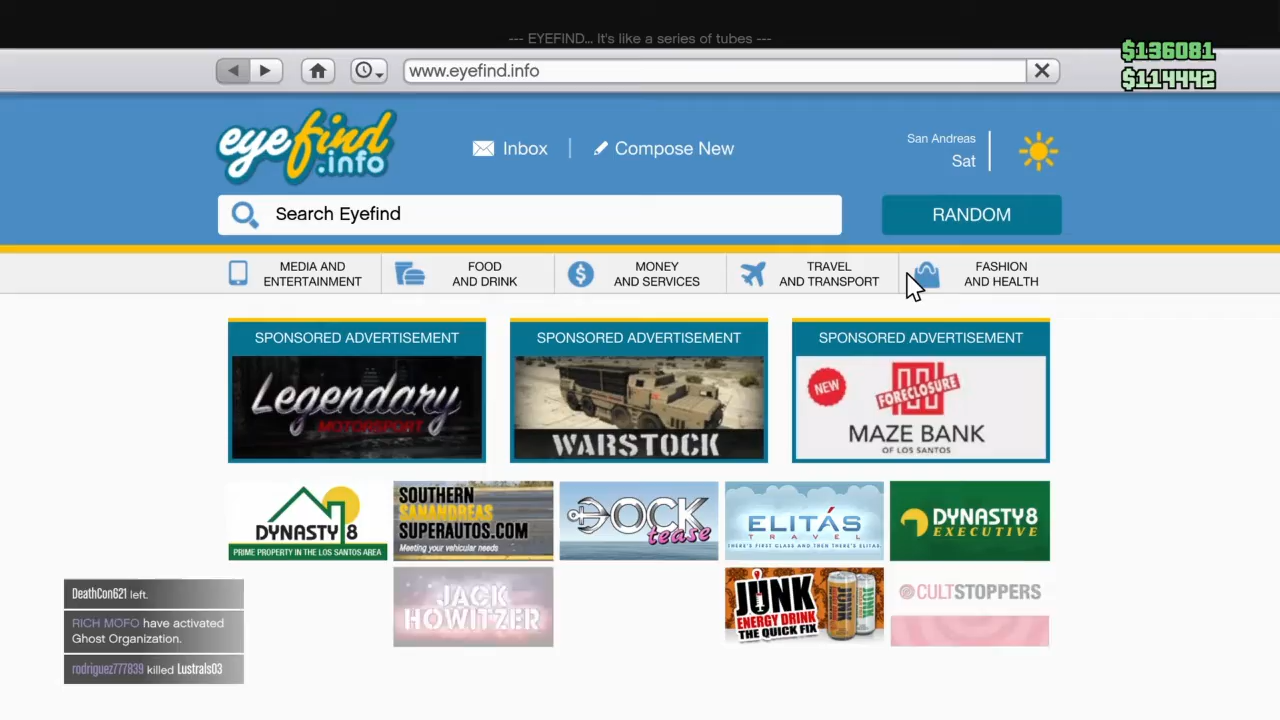 --- EYEFIND... It's like a series of tubes ---
www.eyefind.info
$136081
$114442
eyefind
.info
Inbox
Compose New
San Andreas
Sat
Search Eyefind
RANDOM
MEDIA AND
ENTERTAINMENT
FOOD
AND DRINK
MONEY
AND SERVICES
TRAVEL
AND TRANSPORT
FASHION
AND HEALTH
SPONSORED ADVERTISEMENT
Legendary
MOTORSPORT
SPONSORED ADVERTISEMENT
WARSTOCK
SPONSORED ADVERTISEMENT
NEW
FORECLOSURE
MAZE BANK
OF LOS SANTOS
DYNASTY 8
PRIME PROPERTY IN THE LOS SANTOS AREA
SOUTHERN
SANANDREAS
SUPERAUTOS.COM
Meeting your vehicular needs
DOCK
tease
ELITÁS
TRAVEL
THERE'S FIRST CLASS AND THEN THERE'S ELITAS
DYNASTY 8
EXECUTIVE
JACK
HOWITZER
JUNK
ENERGY DRINK
THE QUICK FIX
CULTSTOPPERS
DeathCon621 left.
RICH MOFO have activated
Ghost Organization.
rodriguez777839 killed Lustrals03